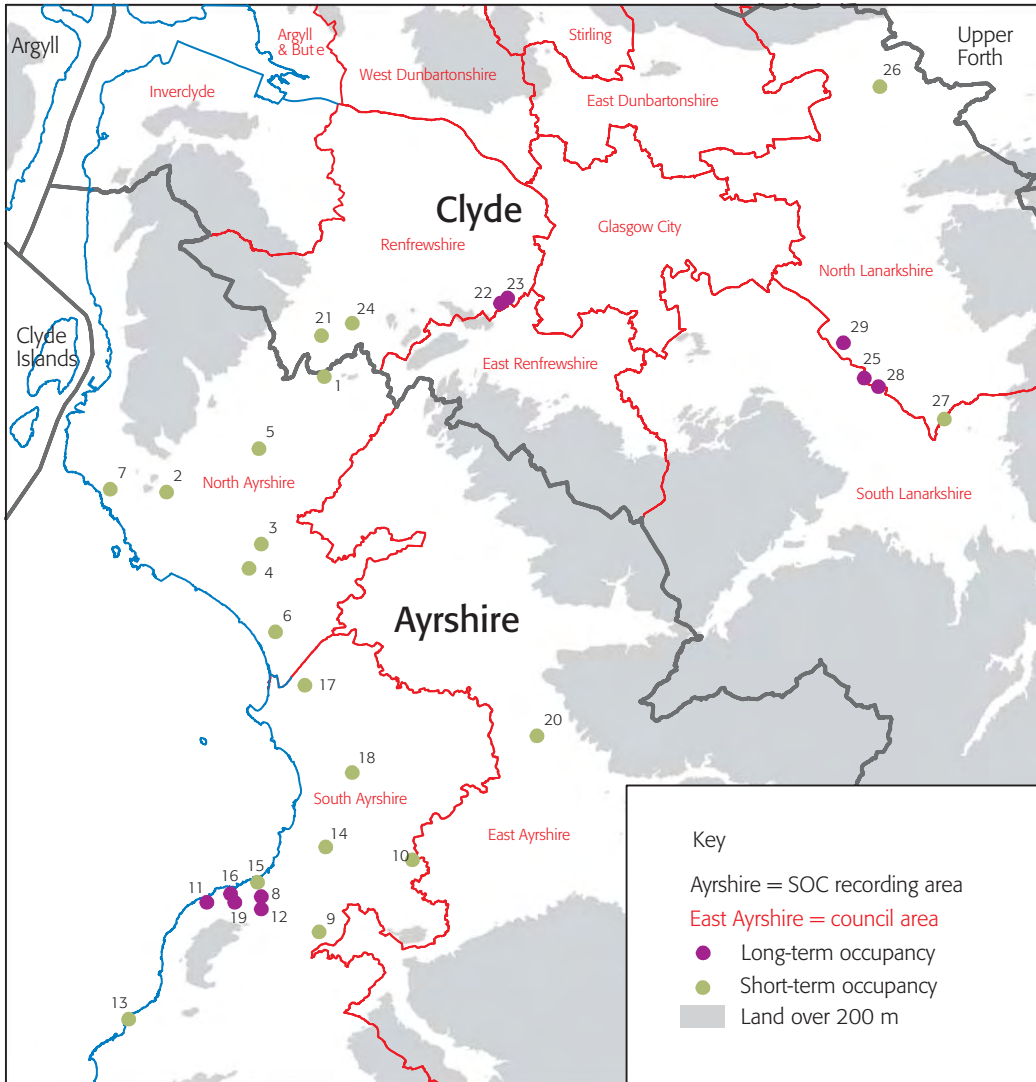 Argyll
Argyll
& Bute
Stirling
Upper
Forth
West Dunbartonshire
26
Inverclyde
East Dunbartonshire
Clyde
Glasgow City
Renfrewshire
North Lanarkshire
22
23
21
24
Clyde
Islands
East Renfrewshire
29
1
25
28
27
5
North Ayrshire
7
2
South Lanarkshire
3
4
Ayrshire
6
17
20
18
South Ayrshire
14
East Ayrshire
10
15
16
11
8
19
12
9
13
Key
Ayrshire = SOC recording area
East Ayrshire = council area
Long-term occupancy
Short-term occupancy
Land over 200 m